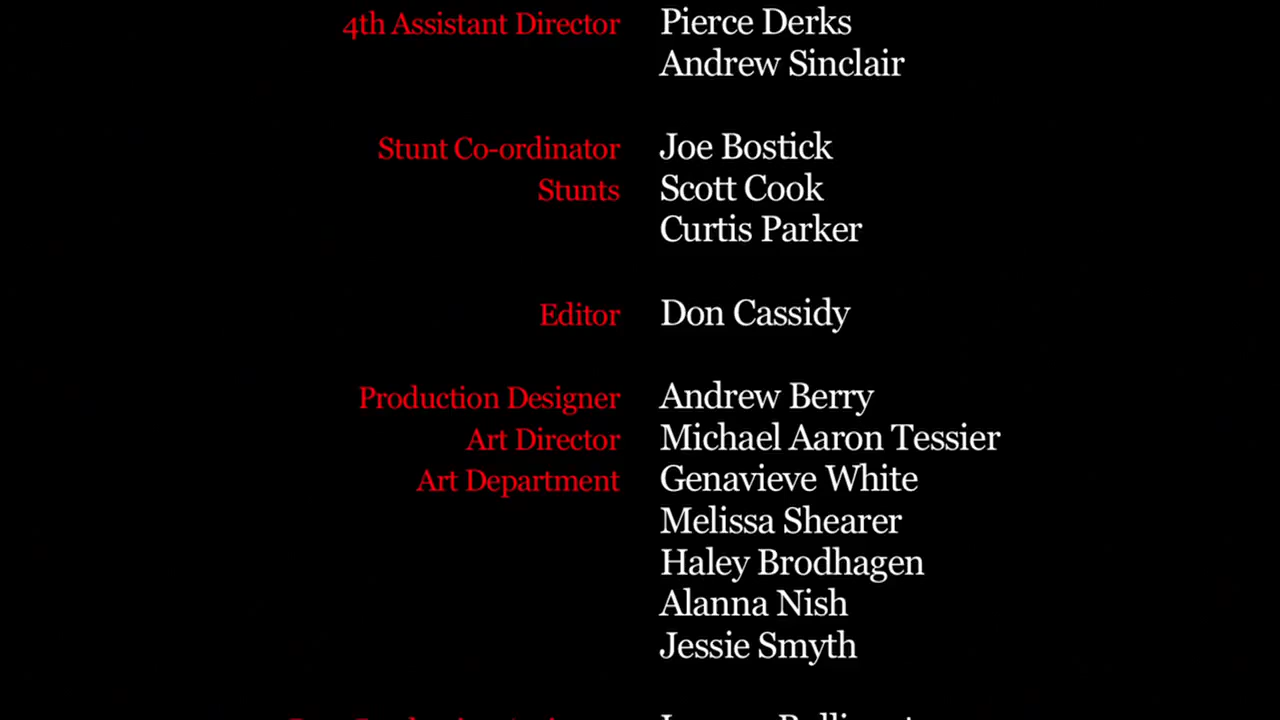 4th Assistant Director Pierce Derks
Andrew Sinclair
Stunt Co-ordinator Joe Bostick
Stunts Scott Cook
Curtis Parker
Editor Don Cassidy
Production Designer Andrew Berry
Art Director Michael Aaron Tessier
Art Department Genavieve White
Melissa Shearer
Haley Brodhagen
Alanna Nish
Jessie Smyth